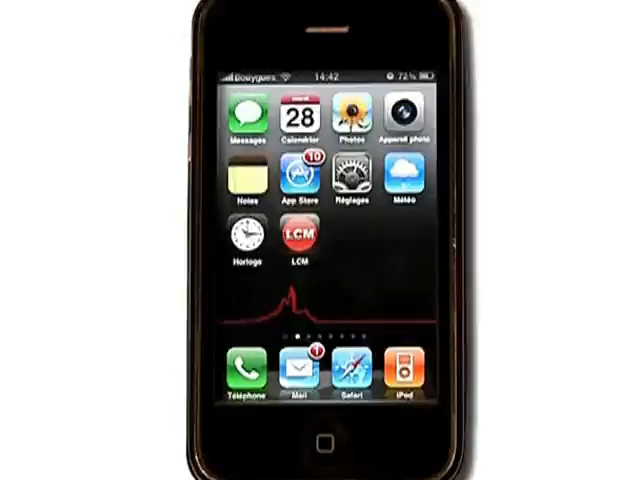 Bouygues 14:42 72%
Messages 28 Calendrier Photos Appareil photo
10
Notes App Store Réglages Météo
LCM
Horloge LCM
1
Téléphone Mail Safari iPod